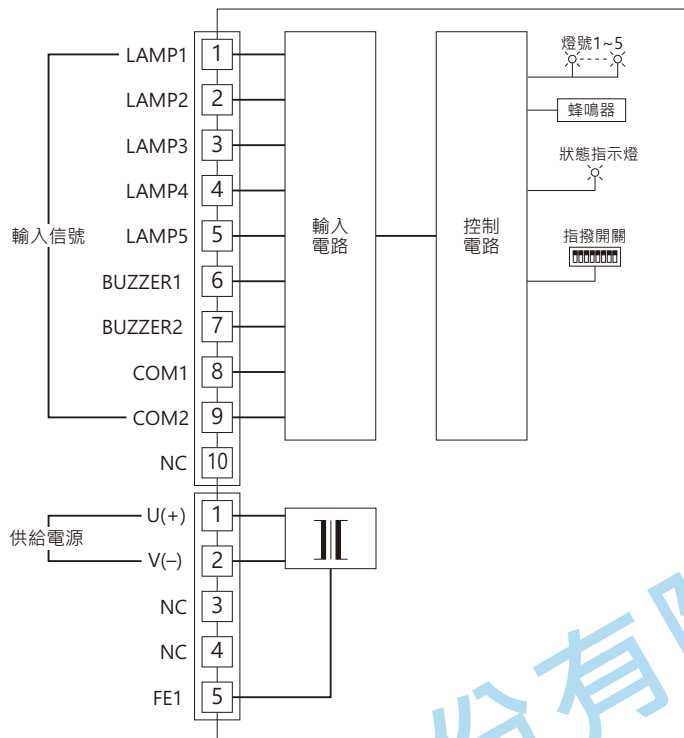 LAMP1 1
LAMP2 2
LAMP3 3
LAMP4 4
LAMP5 5
BUZZER1 6
BUZZER2 7
COM1 8
COM2 9
NC 10
輸入信號
輸入
電路
控制
電路
燈號1~5
蜂鳴器
狀態指示燈
指撥開關
U(+) 1
V(–) 2
NC 3
NC 4
FE1 5
供給電源
份有